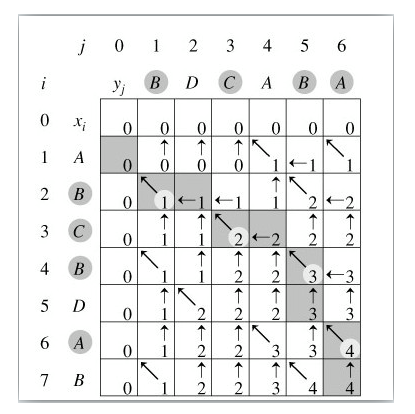 j 0 1 2 3 4 5 6
i yj B D C A B A
0 xi 0 0 0 0 0 0 0
1 A 0 ↑0 ↑0 ↑0 ↖1 ←1 ↖1
2 B 0 ↖1 ←1 ←1 ↑1 ↖2 ←2
3 C 0 ↑1 ↑1 ↖2 ←2 ↑2 ↑2
4 B 0 ↖1 ↑1 ↑2 ↑2 ↖3 ←3
5 D 0 ↑1 ↖2 ↑2 ↑2 ↑3 ↑3
6 A 0 ↑1 ↑2 ↑2 ↖3 ↑3 ↖4
7 B 0 ↖1 ↑2 ↑2 ↑3 ↖4 ↑4